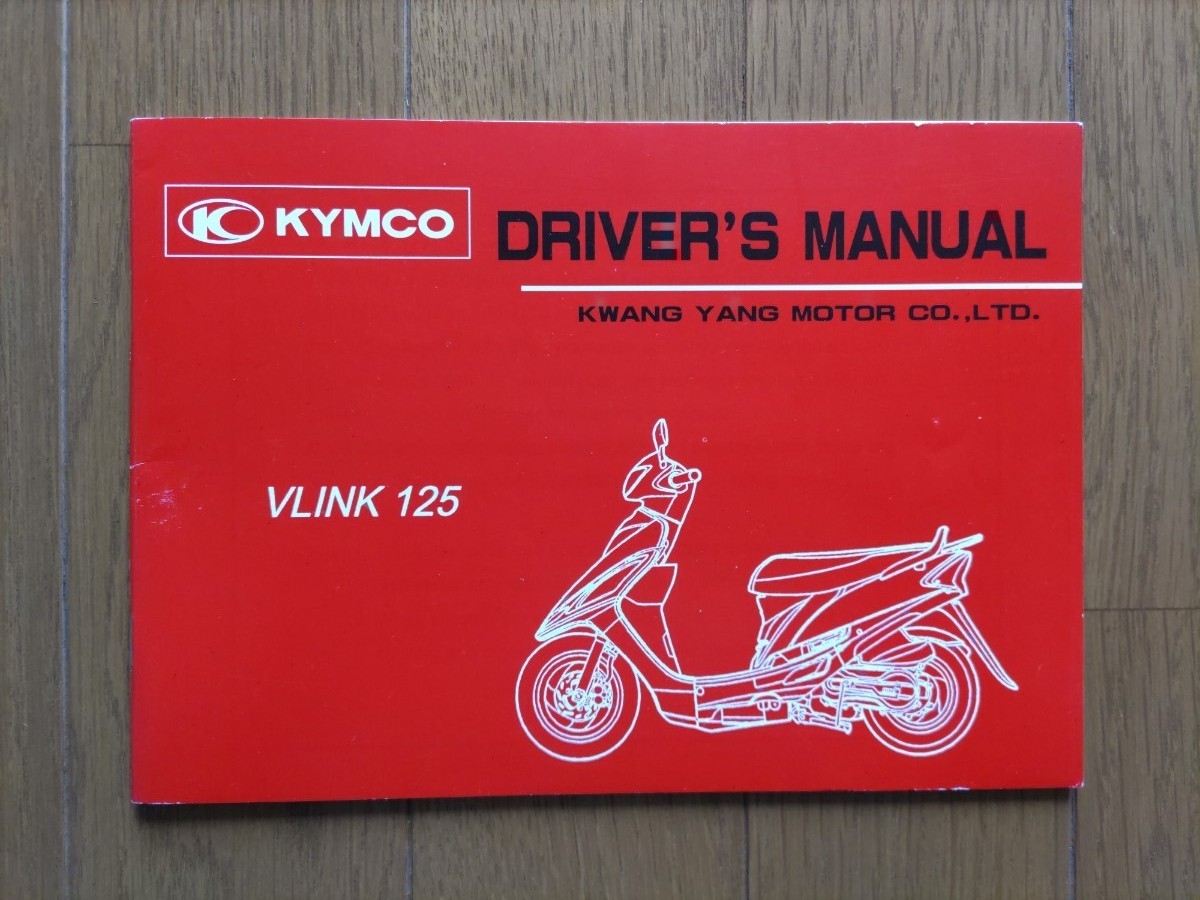 KYMCO
DRIVER'S MANUAL
KWANG YANG MOTOR CO.,LTD.
VLINK 125